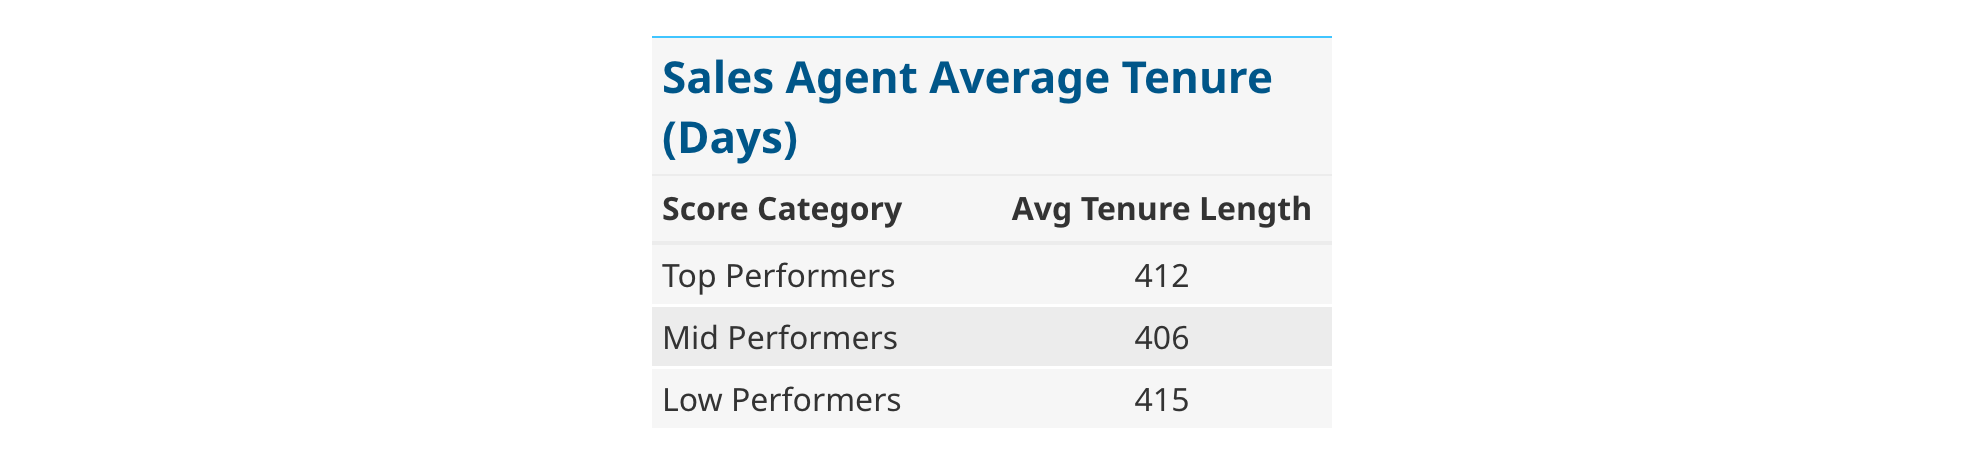 Sales Agent Average Tenure
(Days)
Score Category Avg Tenure Length
Top Performers 412
Mid Performers 406
Low Performers 415